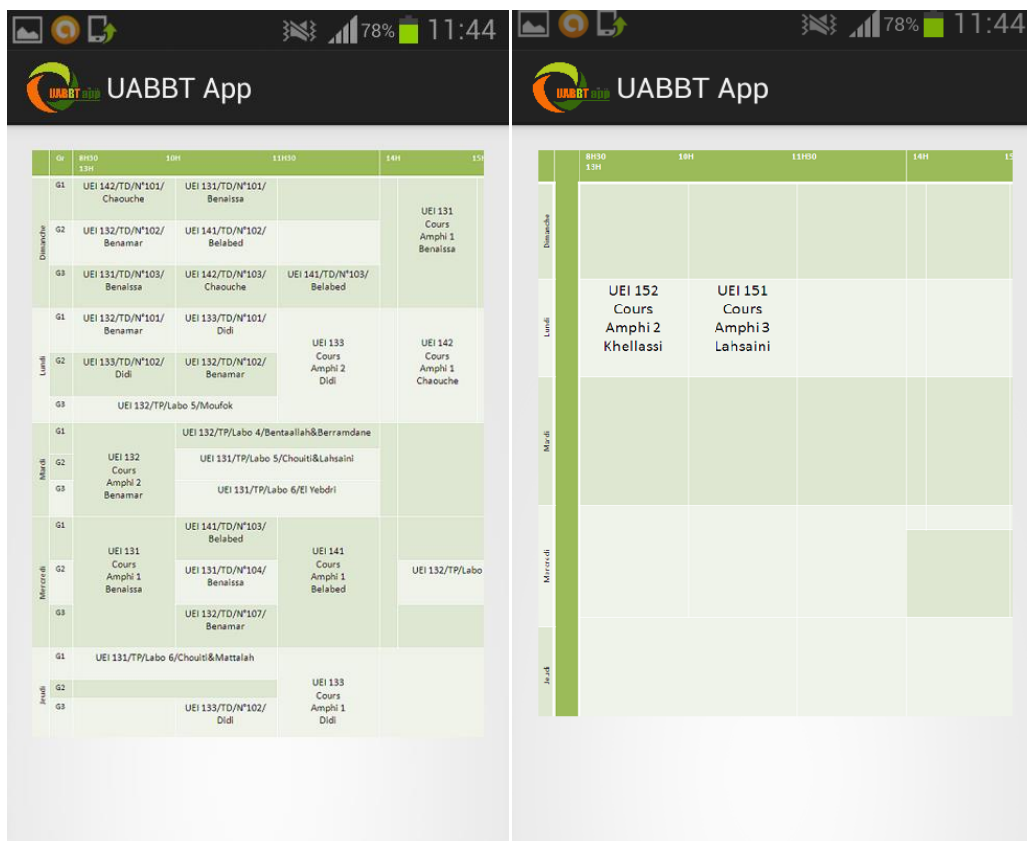 78% 11:44
UABBT App
Gr 8H30 10H 11H30 14H 15H
13H
Dimanche
G1 UEI 142/TD/N°101/ UEI 131/TD/N°101/
Chaouche Benaissa
UEI 131
Cours
Amphi 1
Benaissa
G2 UEI 132/TD/N°102/ UEI 141/TD/N°102/
Benamar Belabed
G3 UEI 131/TD/N°103/ UEI 142/TD/N°103/ UEI 141/TD/N°103/
Benaissa Chaouche Belabed
Lundi
G1 UEI 132/TD/N°101/ UEI 133/TD/N°101/
Benamar Didi
UEI 133
Cours
Amphi 2
Didi
UEI 142
Cours
Amphi 1
Chaouche
G2 UEI 133/TD/N°102/ UEI 132/TD/N°102/
Didi Benamar
G3 UEI 132/TP/Labo 5/Moufok
Mardi
G1 UEI 132/TP/Labo 4/Bentaallah&Berramdane
UEI 132
Cours
Amphi 2
Benamar
G2 UEI 131/TP/Labo 5/Chouiti&Lahsaini
G3 UEI 131/TP/Labo 6/El Yebdri
Mercredi
G1 UEI 141/TD/N°103/
Belabed
UEI 131
Cours
Amphi 1
Benaissa
UEI 141
Cours
Amphi 1
Belabed
G2 UEI 131/TD/N°104/
Benaissa
UEI 132/TP/Labo
G3 UEI 132/TD/N°107/
Benamar
Jeudi
G1 UEI 131/TP/Labo 6/Chouiti&Mattalah
UEI 133
Cours
Amphi 1
Didi
G2
G3 UEI 133/TD/N°102/
Didi
78% 11:44
UABBT App
8H30 10H 11H30 14H 15
13H
Dimanche
Lundi
UEI 152
Cours
Amphi 2
Khellassi
UEI 151
Cours
Amphi 3
Lahsaini
Mardi
Mercredi
Jeudi